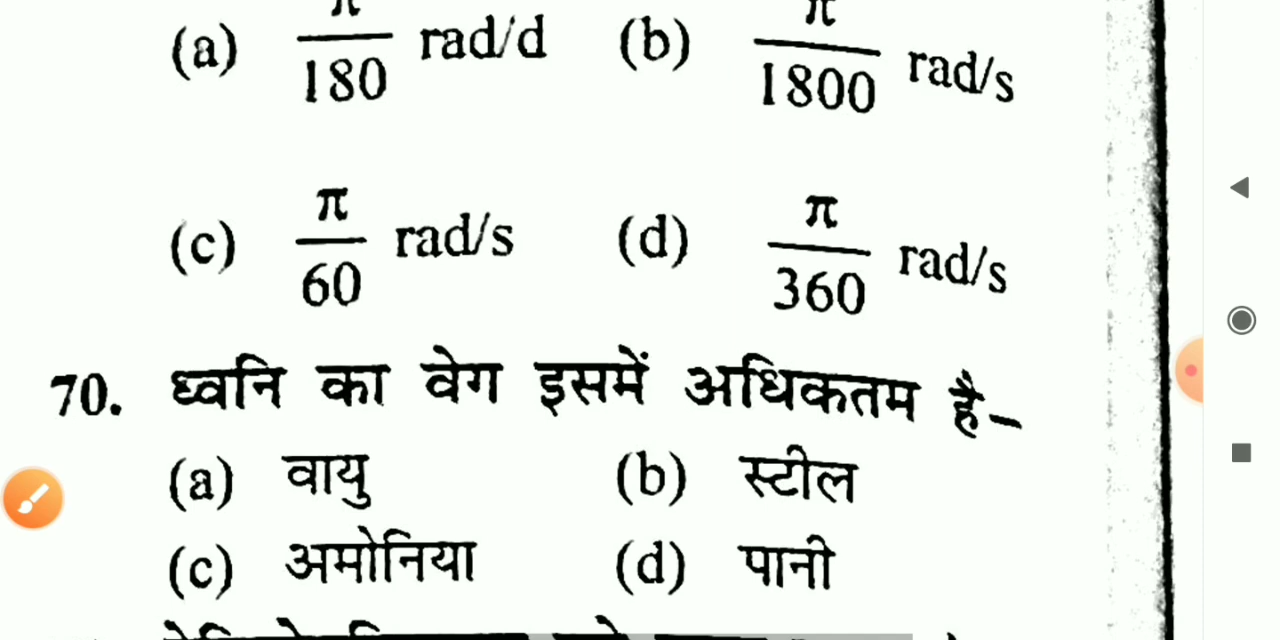 (a) π/180 rad/d (b) π/1800 rad/s
(c) π/60 rad/s (d) π/360 rad/s
70. ध्वनि का वेग इसमें अधिकतम है–
(a) वायु (b) स्टील
(c) अमोनिया (d) पानी